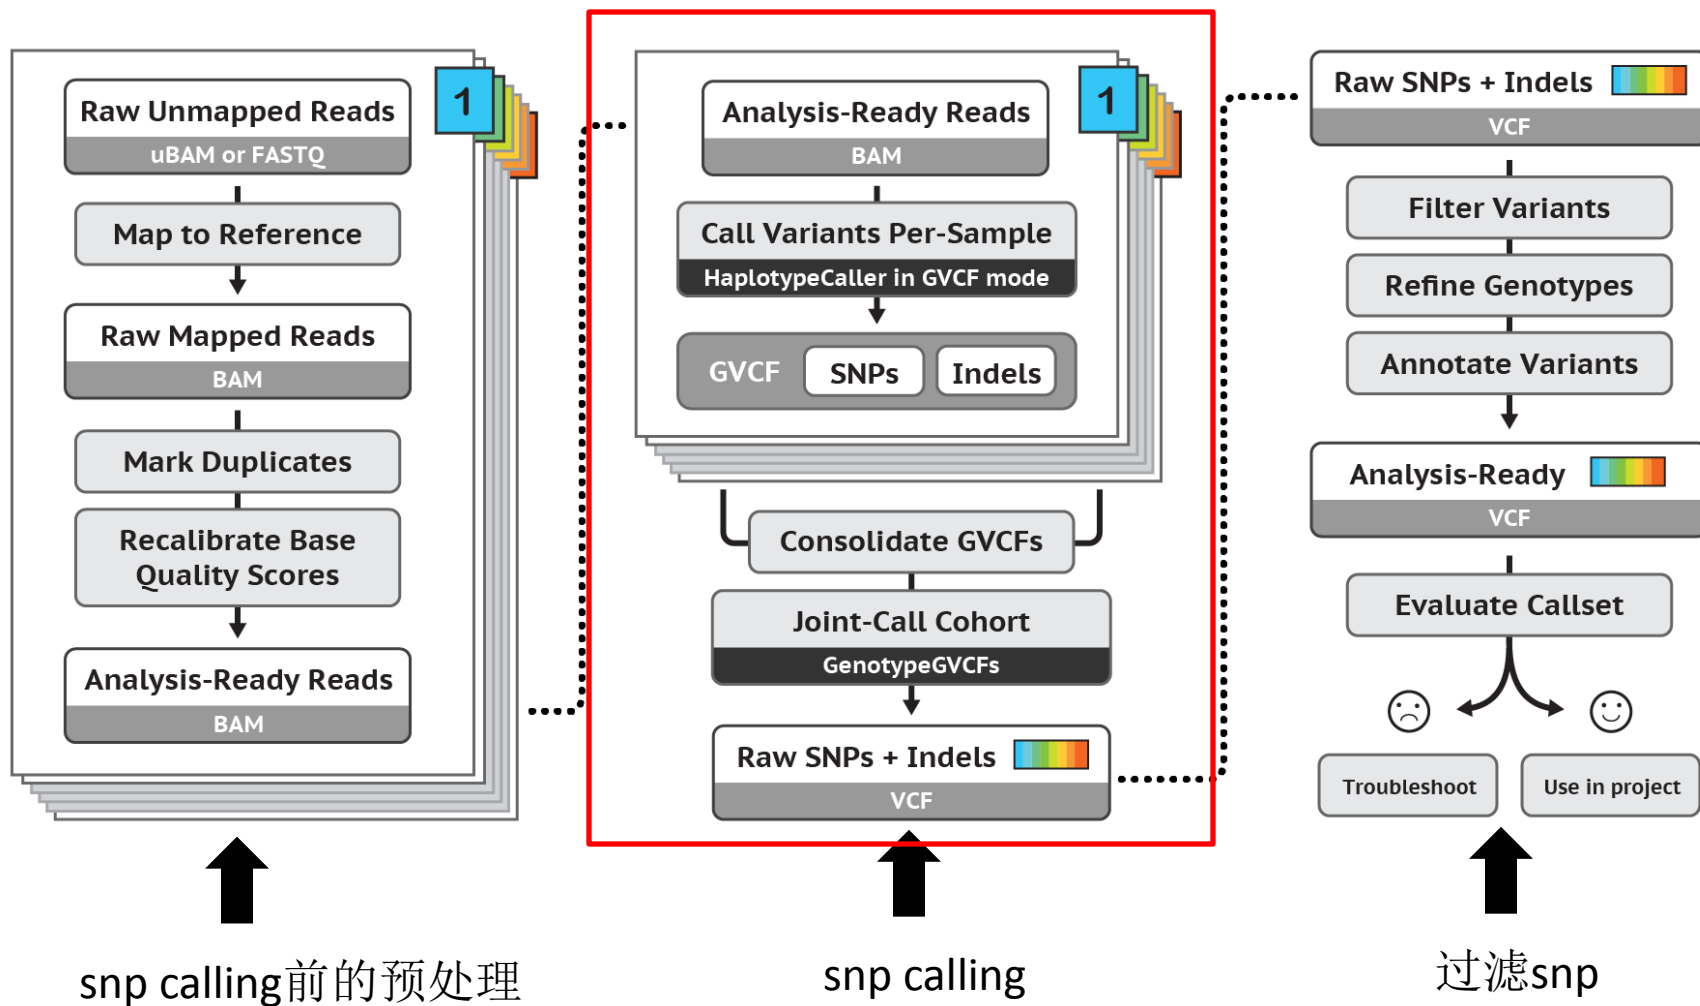 1
Raw Unmapped Reads
uBAM or FASTQ
Map to Reference
Raw Mapped Reads
BAM
Mark Duplicates
Recalibrate Base
Quality Scores
Analysis-Ready Reads
BAM
snp calling前的预处理
1
Analysis-Ready Reads
BAM
Call Variants Per-Sample
HaplotypeCaller in GVCF mode
GVCF SNPs Indels
Consolidate GVCFs
Joint-Call Cohort
GenotypeGVCFs
Raw SNPs + Indels
VCF
snp calling
Raw SNPs + Indels
VCF
Filter Variants
Refine Genotypes
Annotate Variants
Analysis-Ready
VCF
Evaluate Callset
Troubleshoot Use in project
过滤snp